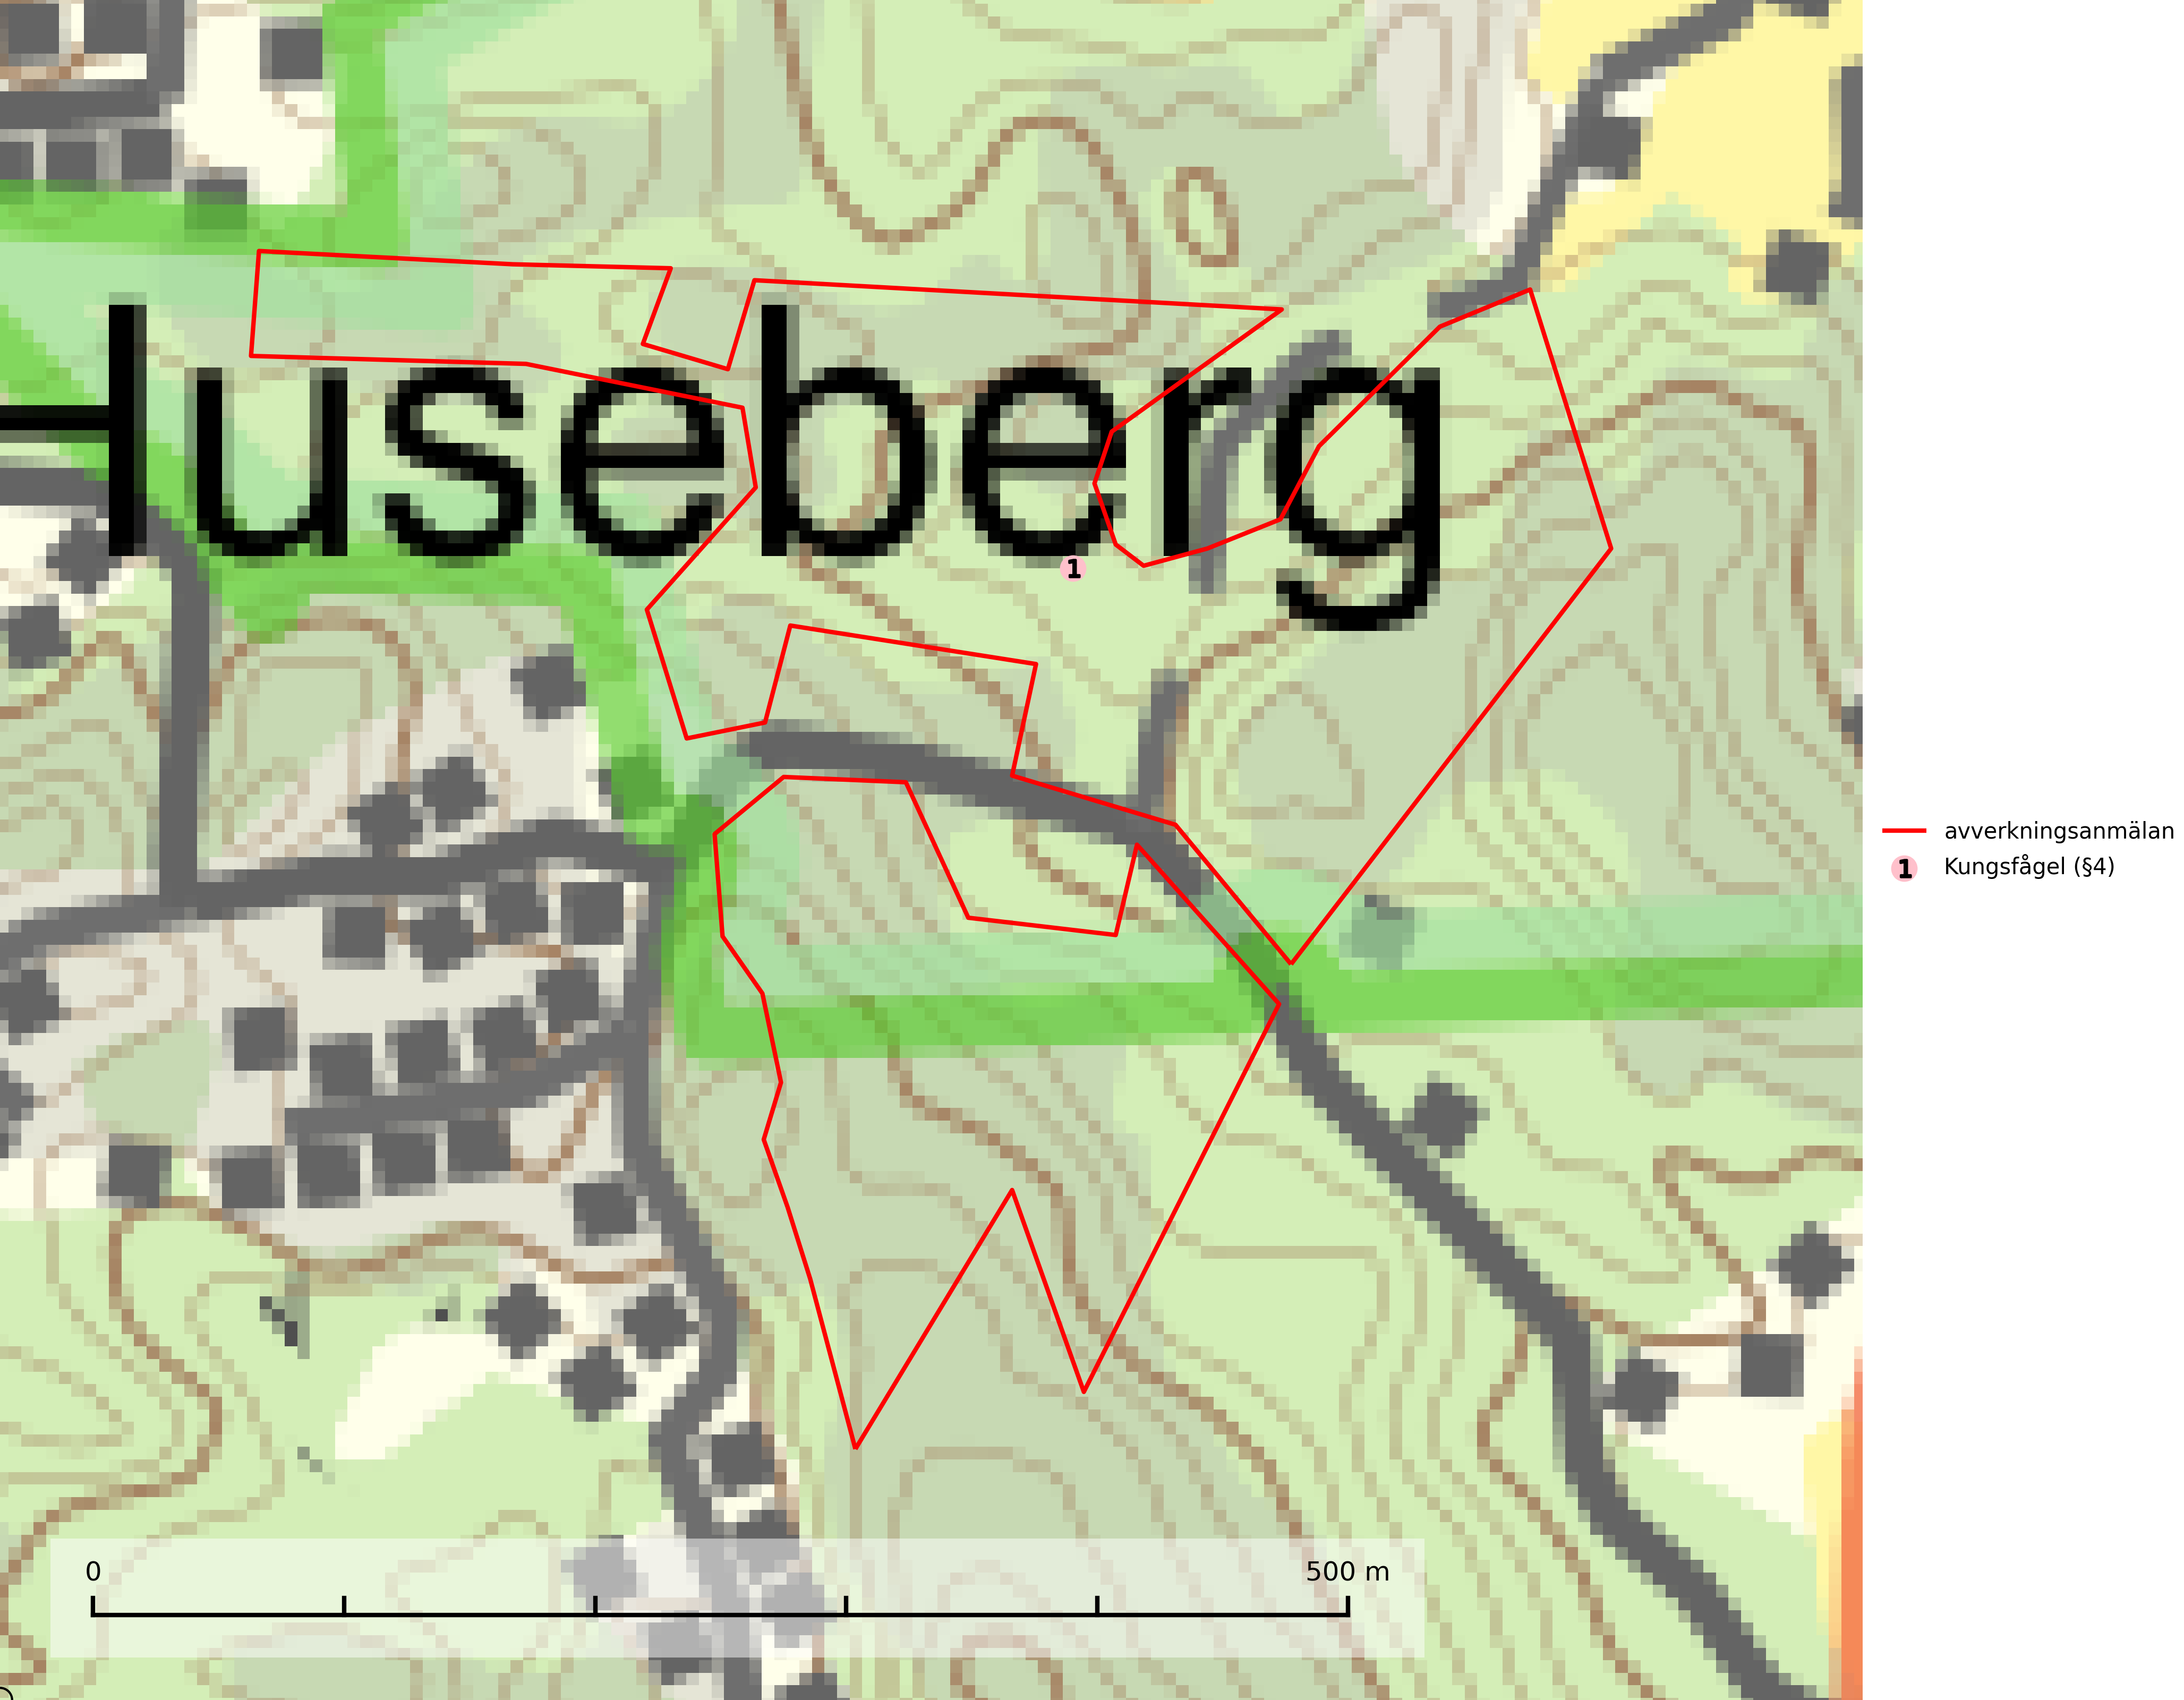 Huseberg
1
avverkningsanmälan
1 Kungsfågel (§4)
0 500 m